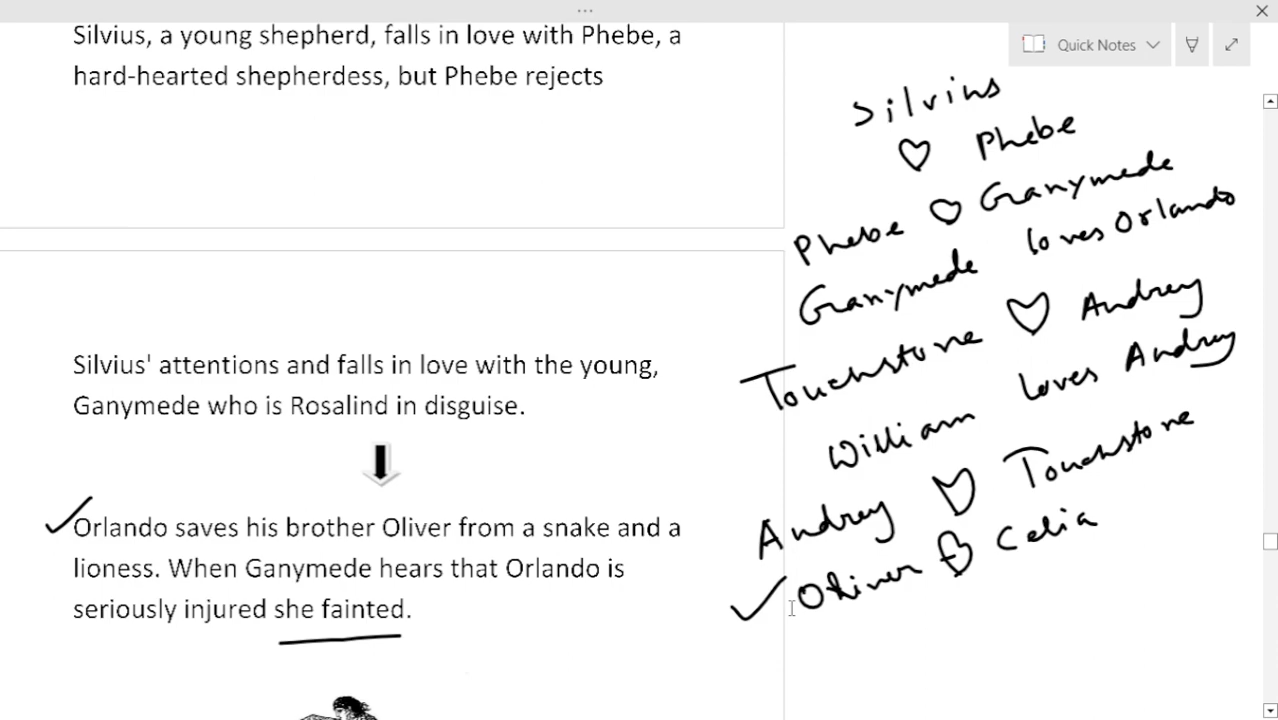 Silvius, a young shepherd, falls in love with Phebe, a
hard-hearted shepherdess, but Phebe rejects
Silvius' attentions and falls in love with the young,
Ganymede who is Rosalind in disguise.
Orlando saves his brother Oliver from a snake and a
lioness. When Ganymede hears that Orlando is
seriously injured she fainted.
Quick Notes
Silvius
♡ Phebe
Phebe ♡ Ganymede
Ganymede loves Orlando
Touchstone ♡ Audrey
William loves Audrey
Audrey ♡ Touchstone
Oliver ♡ Celia